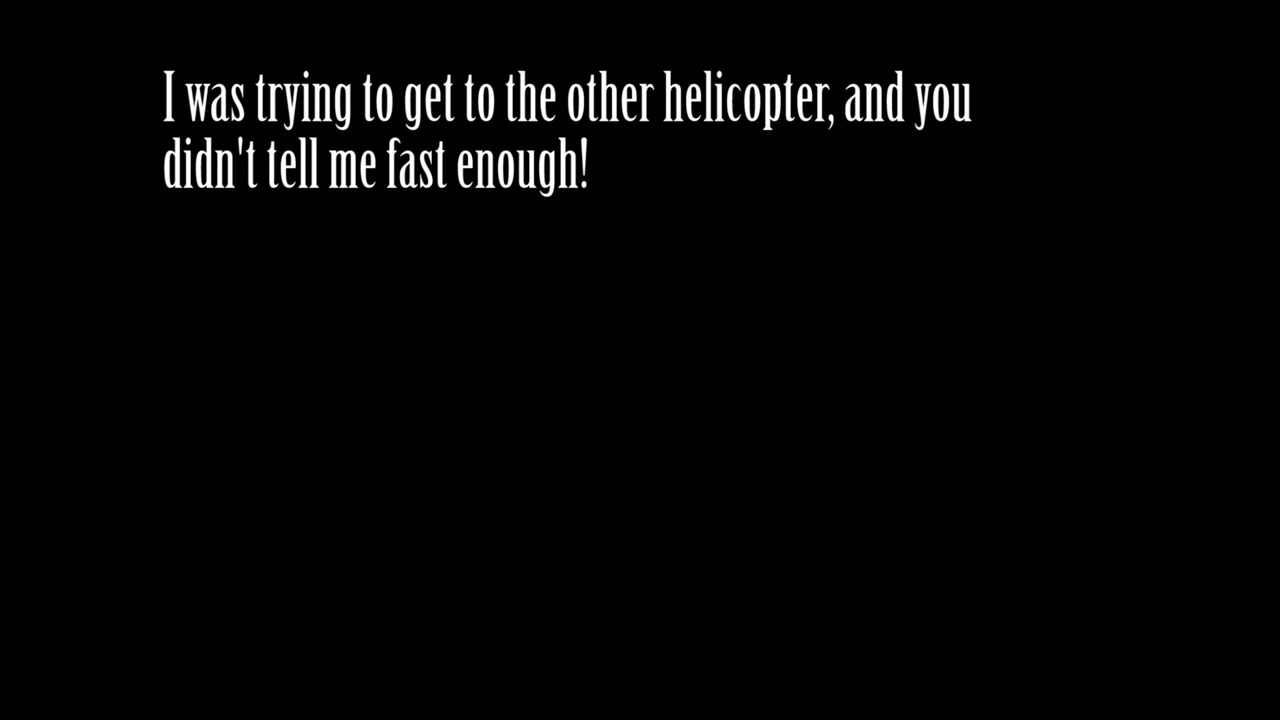 I was trying to get to the other helicopter, and you
didn't tell me fast enough!